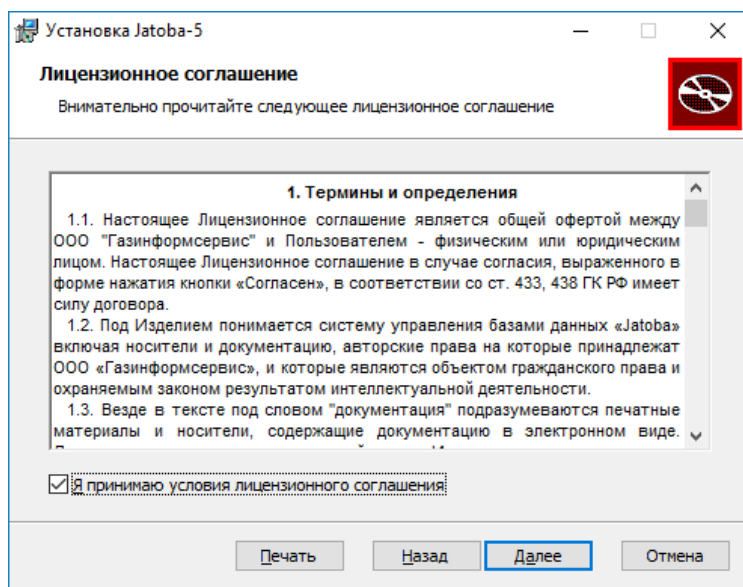 Установка Jatoba-5
Лицензионное соглашение
Внимательно прочитайте следующее лицензионное соглашение
1. Термины и определения
1.1. Настоящее Лицензионное соглашение является общей офертой между
ООО "Газинформсервис" и Пользователем - физическим или юридическим
лицом. Настоящее Лицензионное соглашение в случае согласия, выраженного в
форме нажатия кнопки «Согласен», в соответствии со ст. 433, 438 ГК РФ имеет
силу договора.
1.2. Под Изделием понимается систему управления базами данных «Jatoba»
включая носители и документацию, авторские права на которые принадлежат
ООО «Газинформсервис», и которые являются объектом гражданского права и
охраняемым законом результатом интеллектуальной деятельности.
1.3. Везде в тексте под словом "документация" подразумеваются печатные
материалы и носители, содержащие документацию в электронном виде.
Я принимаю условия лицензионного соглашения
Печать
Назад
Далее
Отмена